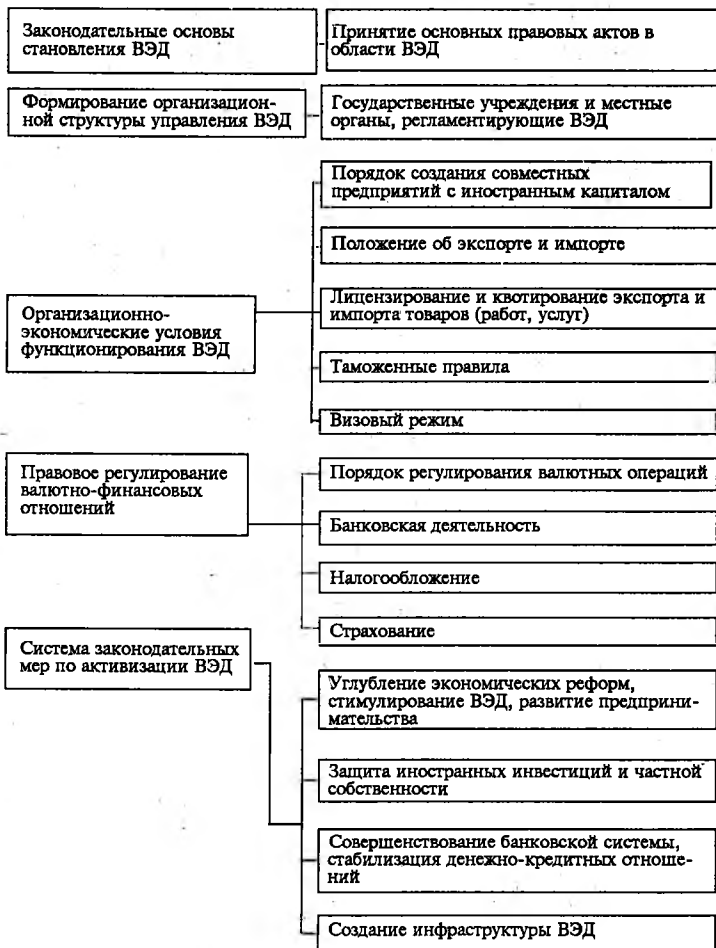 Законодательные основы
становления ВЭД
Принятие основных правовых актов в
области ВЭД
Формирование организацион-
ной структуры управления ВЭД
Государственные учреждения и местные
органы, регламентирующие ВЭД
Организационно-
экономические условия
функционирования ВЭД
Порядок создания совместных
предприятий с иностранным капиталом
Положение об экспорте и импорте
Лицензирование и квотирование экспорта и
импорта товаров (работ, услуг)
Таможенные правила
Визовый режим
Правовое регулирование
валютно-финансовых
отношений
Порядок регулирования валютных операций
Банковская деятельность
Налогообложение
Страхование
Система законодательных
мер по активизации ВЭД
Углубление экономических реформ,
стимулирование ВЭД, развитие предприни-
мательства
Защита иностранных инвестиций и частной
собственности
Совершенствование банковской системы,
стабилизация денежно-кредитных отноше-
ний
Создание инфраструктуры ВЭД